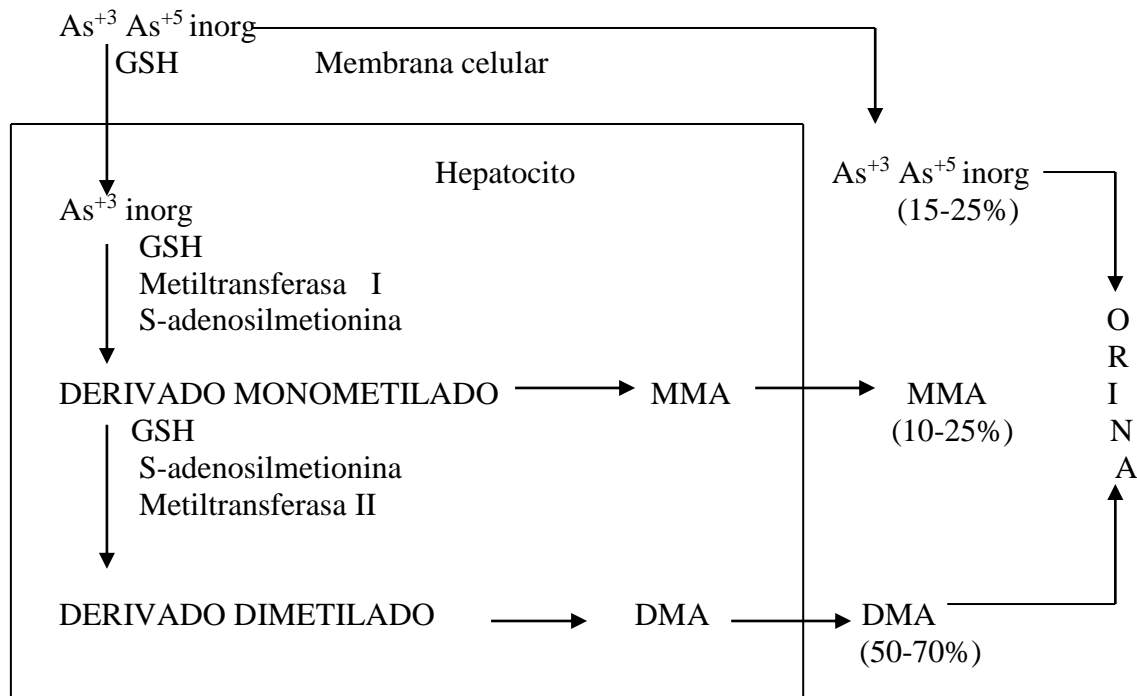 As+3 As+5 inorg
GSH Membrana celular
Hepatocito
As+3 As+5 inorg
(15-25%)
As+3 inorg
GSH
Metiltransferasa I
S-adenosilmetionina
DERIVADO MONOMETILADO MMA MMA
(10-25%)
GSH
S-adenosilmetionina
Metiltransferasa II
DERIVADO DIMETILADO DMA DMA
(50-70%)
O
R
I
N
A